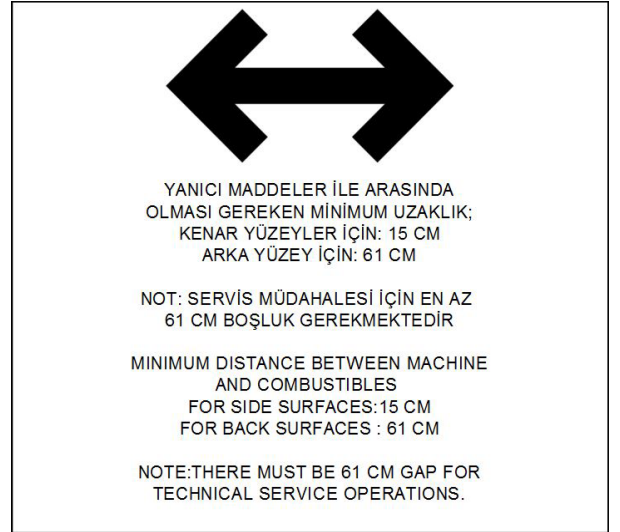 YANICI MADDELER İLE ARASINDA
OLMASI GEREKEN MİNİMUM UZAKLIK;
KENAR YÜZEYLER İÇİN: 15 CM
ARKA YÜZEY İÇİN: 61 CM
NOT: SERVİS MÜDAHALESİ İÇİN EN AZ
61 CM BOŞLUK GEREKMEKTEDİR
MINIMUM DISTANCE BETWEEN MACHINE
AND COMBUSTIBLES
FOR SIDE SURFACES:15 CM
FOR BACK SURFACES : 61 CM
NOTE:THERE MUST BE 61 CM GAP FOR
TECHNICAL SERVICE OPERATIONS.